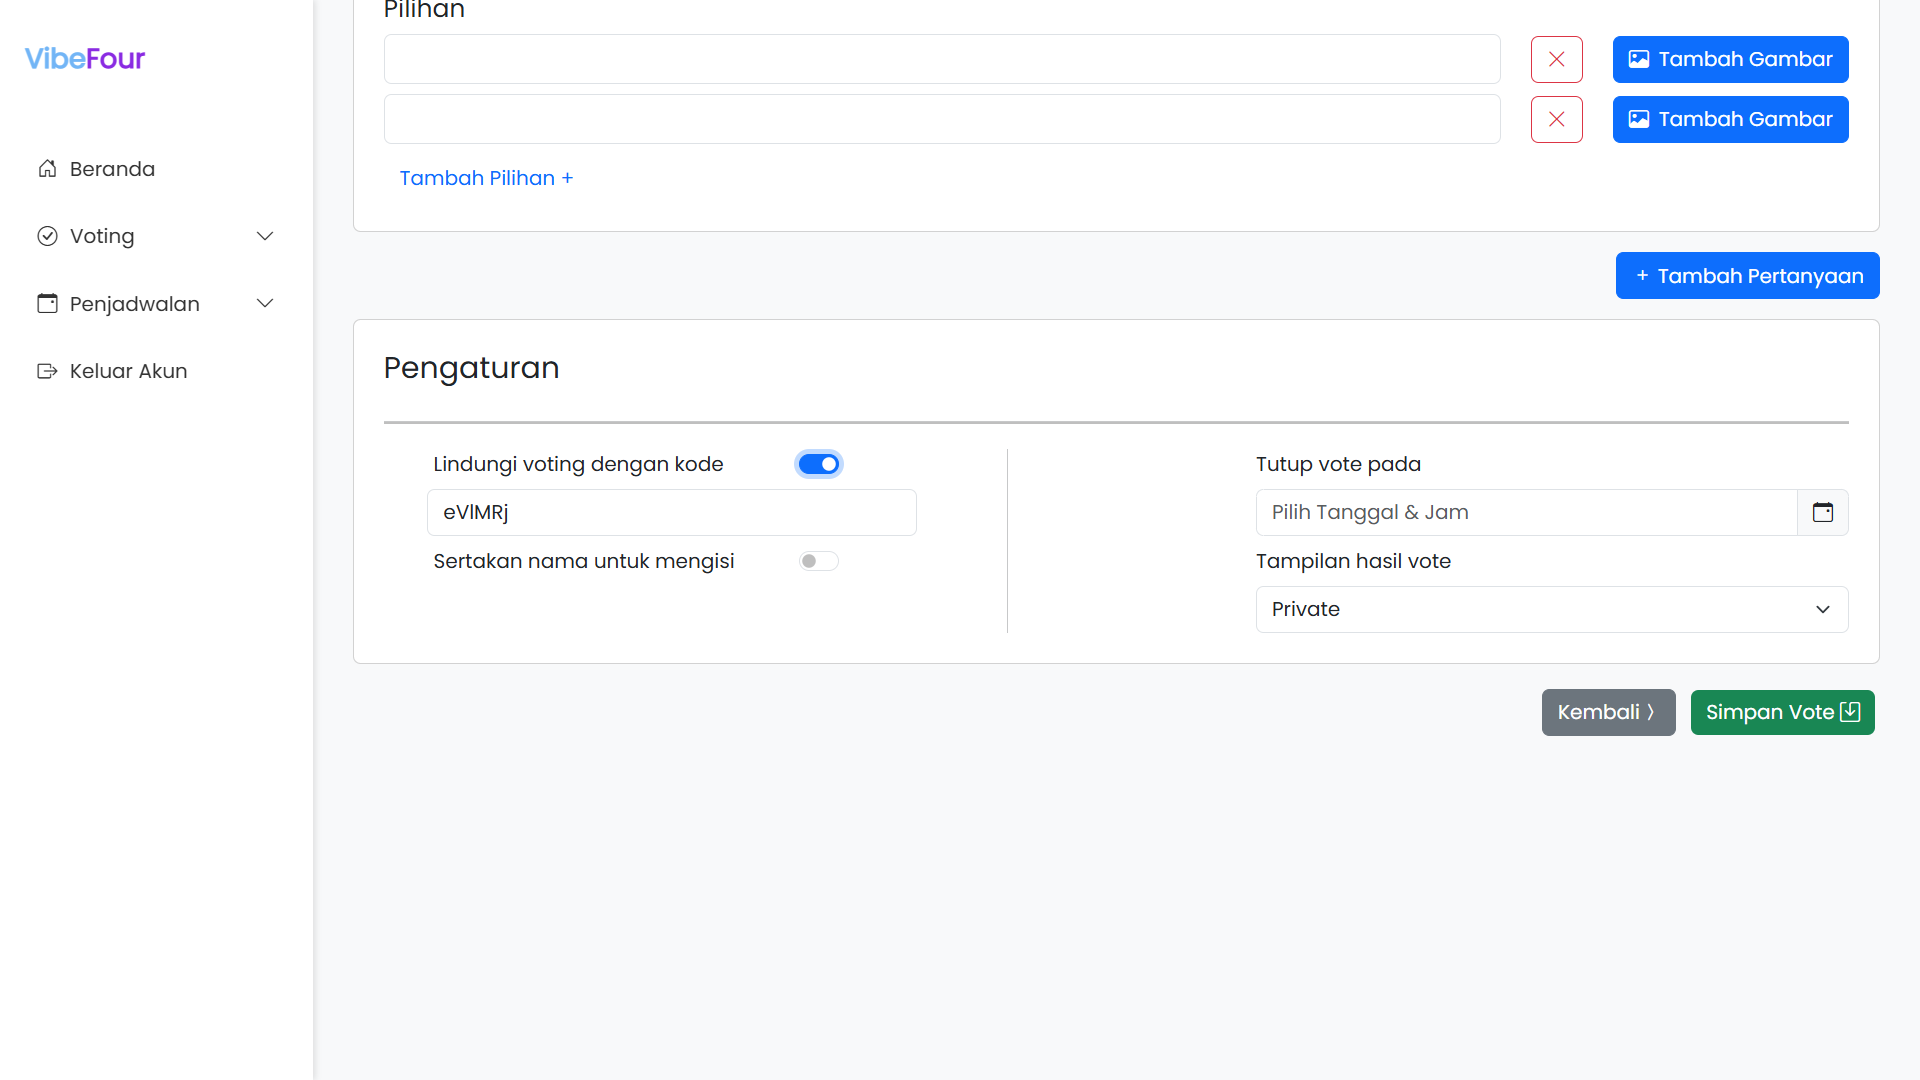 VibeFour
Beranda
Voting
Penjadwalan
Keluar Akun
Pilihan
Tambah Gambar
Tambah Gambar
Tambah Pilihan +
+ Tambah Pertanyaan
Pengaturan
Lindungi voting dengan kode
eVlMRj
Sertakan nama untuk mengisi
Tutup vote pada
Pilih Tanggal & Jam
Tampilan hasil vote
Private
Kembali
Simpan Vote